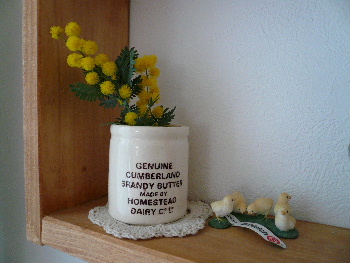 GENUINE
CUMBERLAND
BRANDY BUTTER
MADE BY
HOMESTEAD
DAIRY Cº Lᵀᴰ